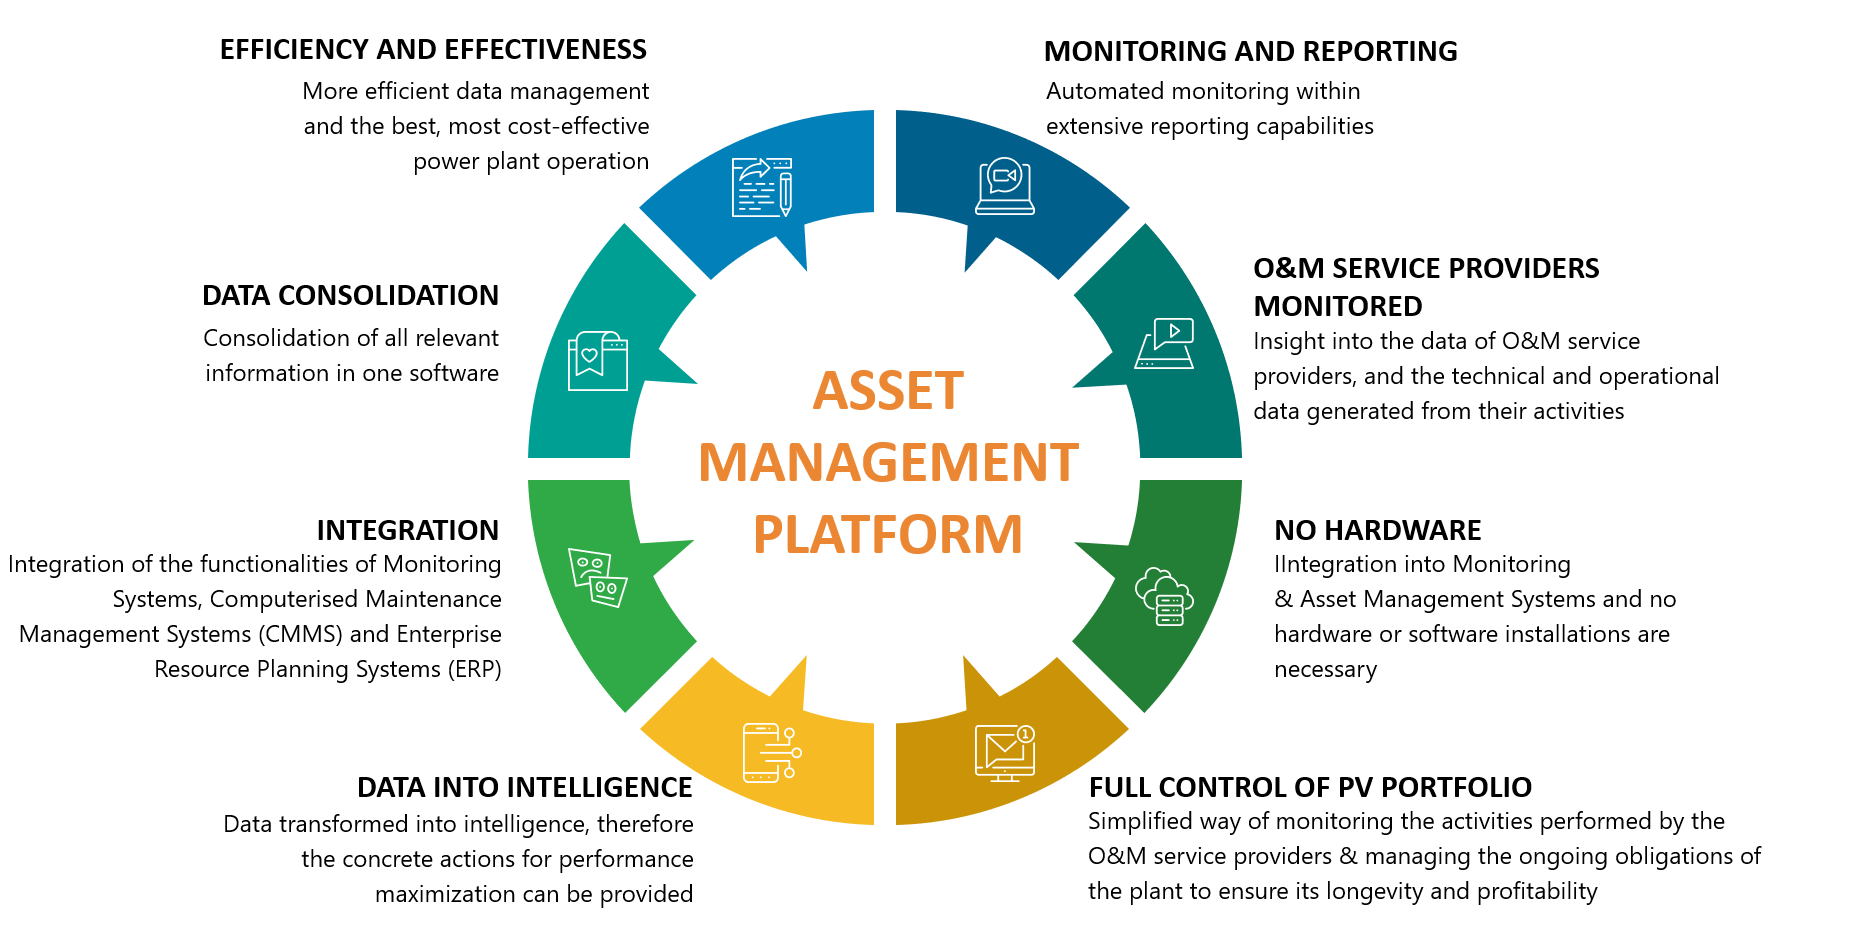 EFFICIENCY AND EFFECTIVENESS
More efficient data management
and the best, most cost-effective
power plant operation
MONITORING AND REPORTING
Automated monitoring within
extensive reporting capabilities
DATA CONSOLIDATION
Consolidation of all relevant
information in one software
O&M SERVICE PROVIDERS
MONITORED
Insight into the data of O&M service
providers, and the technical and operational
data generated from their activities
ASSET
MANAGEMENT
PLATFORM
INTEGRATION
Integration of the functionalities of Monitoring
Systems, Computerised Maintenance
Management Systems (CMMS) and Enterprise
Resource Planning Systems (ERP)
NO HARDWARE
IIntegration into Monitoring
& Asset Management Systems and no
hardware or software installations are
necessary
DATA INTO INTELLIGENCE
Data transformed into intelligence, therefore
the concrete actions for performance
maximization can be provided
1
FULL CONTROL OF PV PORTFOLIO
Simplified way of monitoring the activities performed by the
O&M service providers & managing the ongoing obligations of
the plant to ensure its longevity and profitability